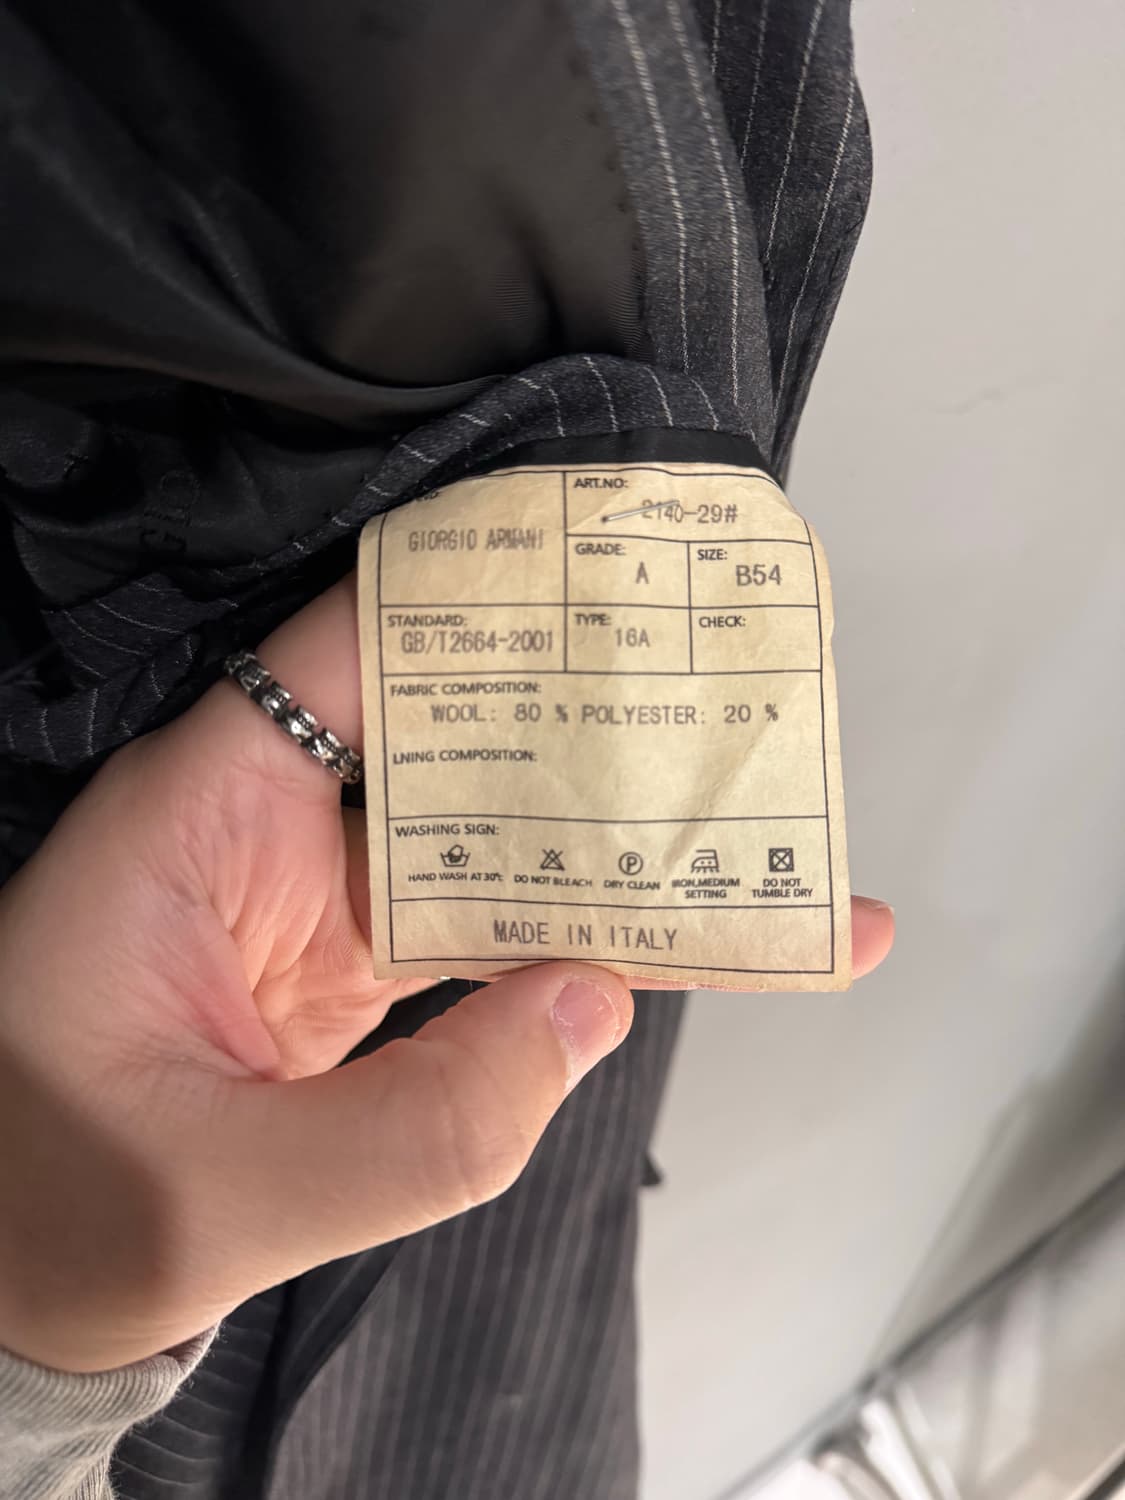 ART.NO:
2140-29#
GIORGIO ARMANI
GRADE:
A
SIZE:
B54
STANDARD:
GB/T2664-2001
TYPE:
16A
CHECK:
FABRIC COMPOSITION:
WOOL: 80 % POLYESTER: 20 %
LNING COMPOSITION:
WASHING SIGN:
P
HAND WASH AT 30℃
DO NOT BLEACH
DRY CLEAN
IRON,MEDIUM
SETTING
DO NOT
TUMBLE DRY
MADE IN ITALY